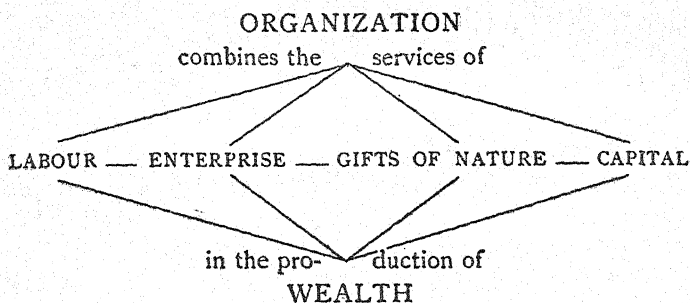 ORGANIZATION
combines the services of
LABOUR — ENTERPRISE — GIFTS OF NATURE — CAPITAL
in the pro- duction of
WEALTH